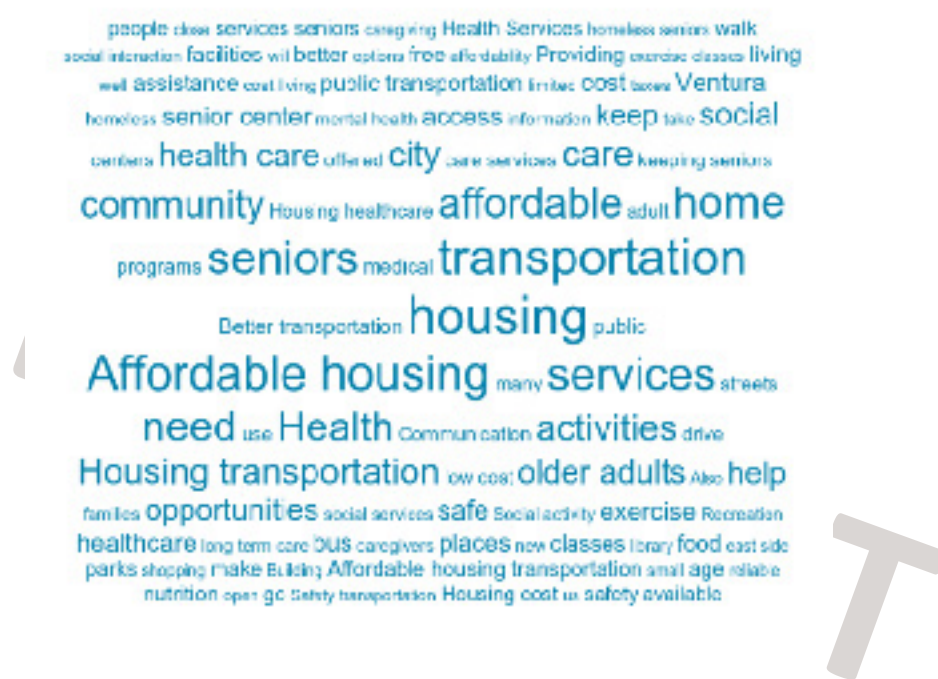 people close services seniors caregiving Health Services homeless seniors walk
social interaction facilities will better options free affordability Providing exercise classes living
well assistance cost living public transportation limited cost taxes Ventura
homeless senior center mental health access information keep take social
centers health care offered city care services care keeping seniors
community Housing healthcare affordable adult home
programs seniors medical transportation
Better transportation housing public
Affordable housing many services streets
need use Health Communication activities drive
Housing transportation low cost older adults Also help
families opportunities social services safe Social activity exercise Recreation
healthcare long term care bus caregivers places new classes library food east side
parks shopping make Building Affordable housing transportation small age reliable
nutrition open go Safety transportation Housing cost us safety available
T